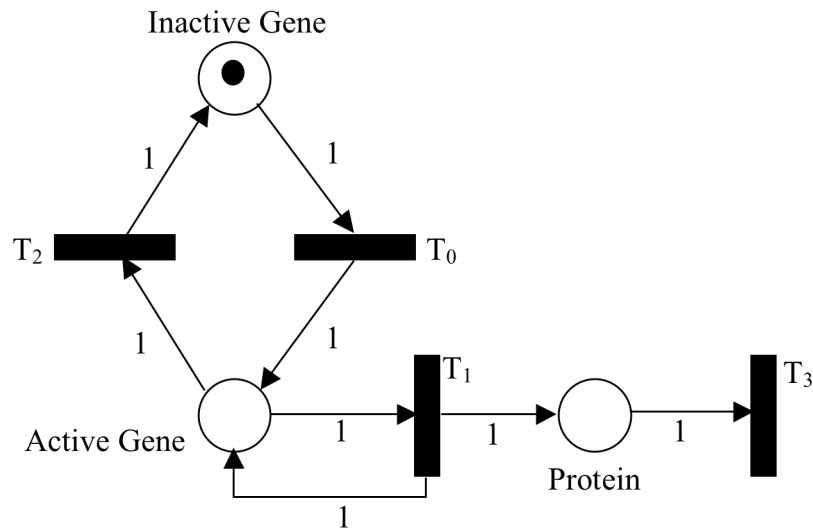 Inactive Gene
1
1
T₂
T₀
1
1
T₁
T₃
Active Gene
1
1
1
Protein
1